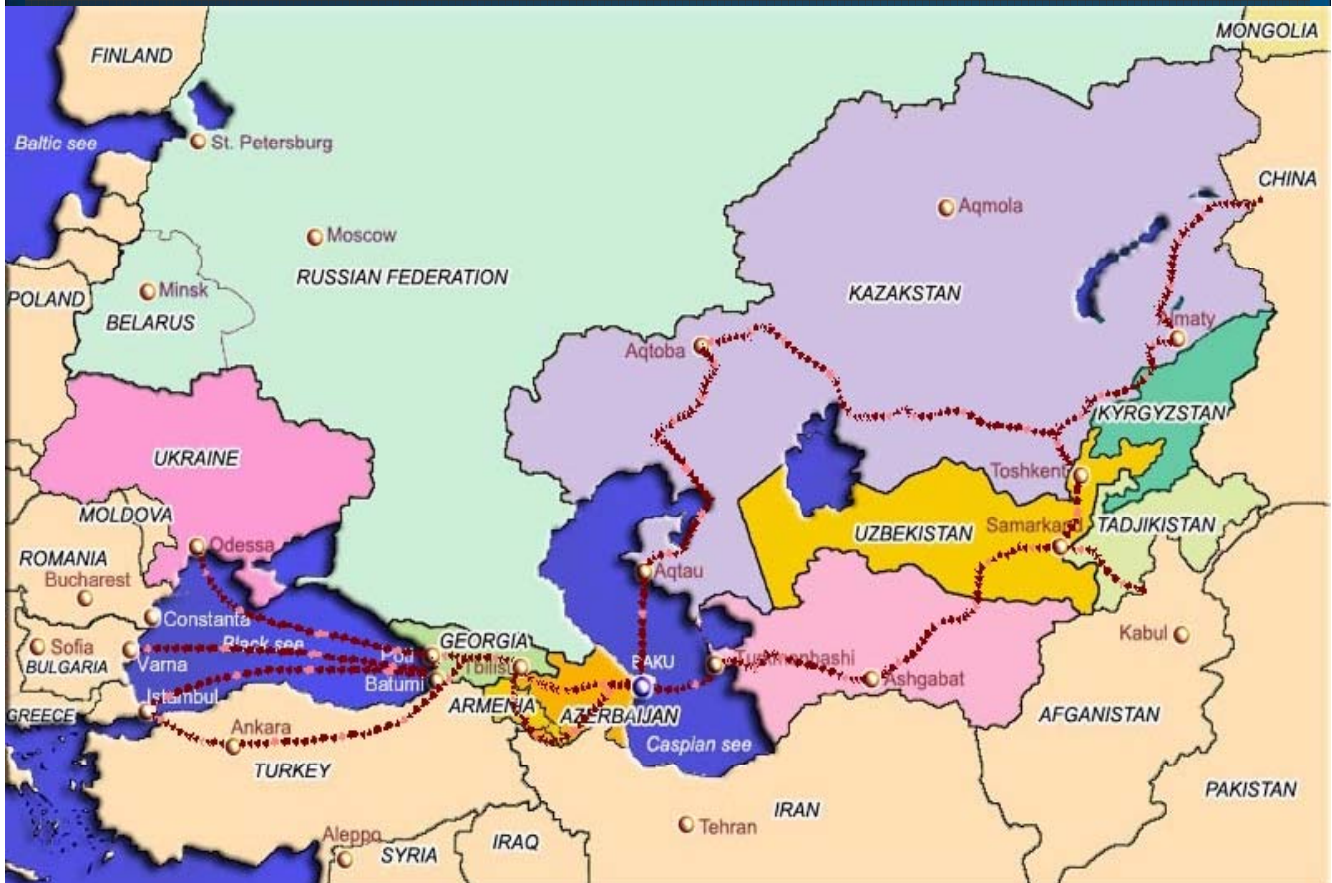 MONGOLIA
FINLAND
Baltic see
St. Petersburg
CHINA
Aqmola
Moscow
RUSSIAN FEDERATION
KAZAKSTAN
POLAND
Minsk
BELARUS
Almaty
Aqtoba
KYRGYZSTAN
UKRAINE
Toshkent
MOLDOVA
UZBEKISTAN
Samarkand
TADJIKISTAN
Odessa
ROMANIA
Bucharest
Aqtau
Constanta
Kabul
Sofia
Black see
GEORGIA
Poti
Tbilisi
BAKU
Turkmenbashi
BULGARIA
Varna
Batumi
Ashgabat
Istambul
ARMENIA
AZERBAIJAN
GREECE
AFGANISTAN
Ankara
Caspian see
TURKEY
PAKISTAN
IRAN
Tehran
Aleppo
SYRIA
IRAQ